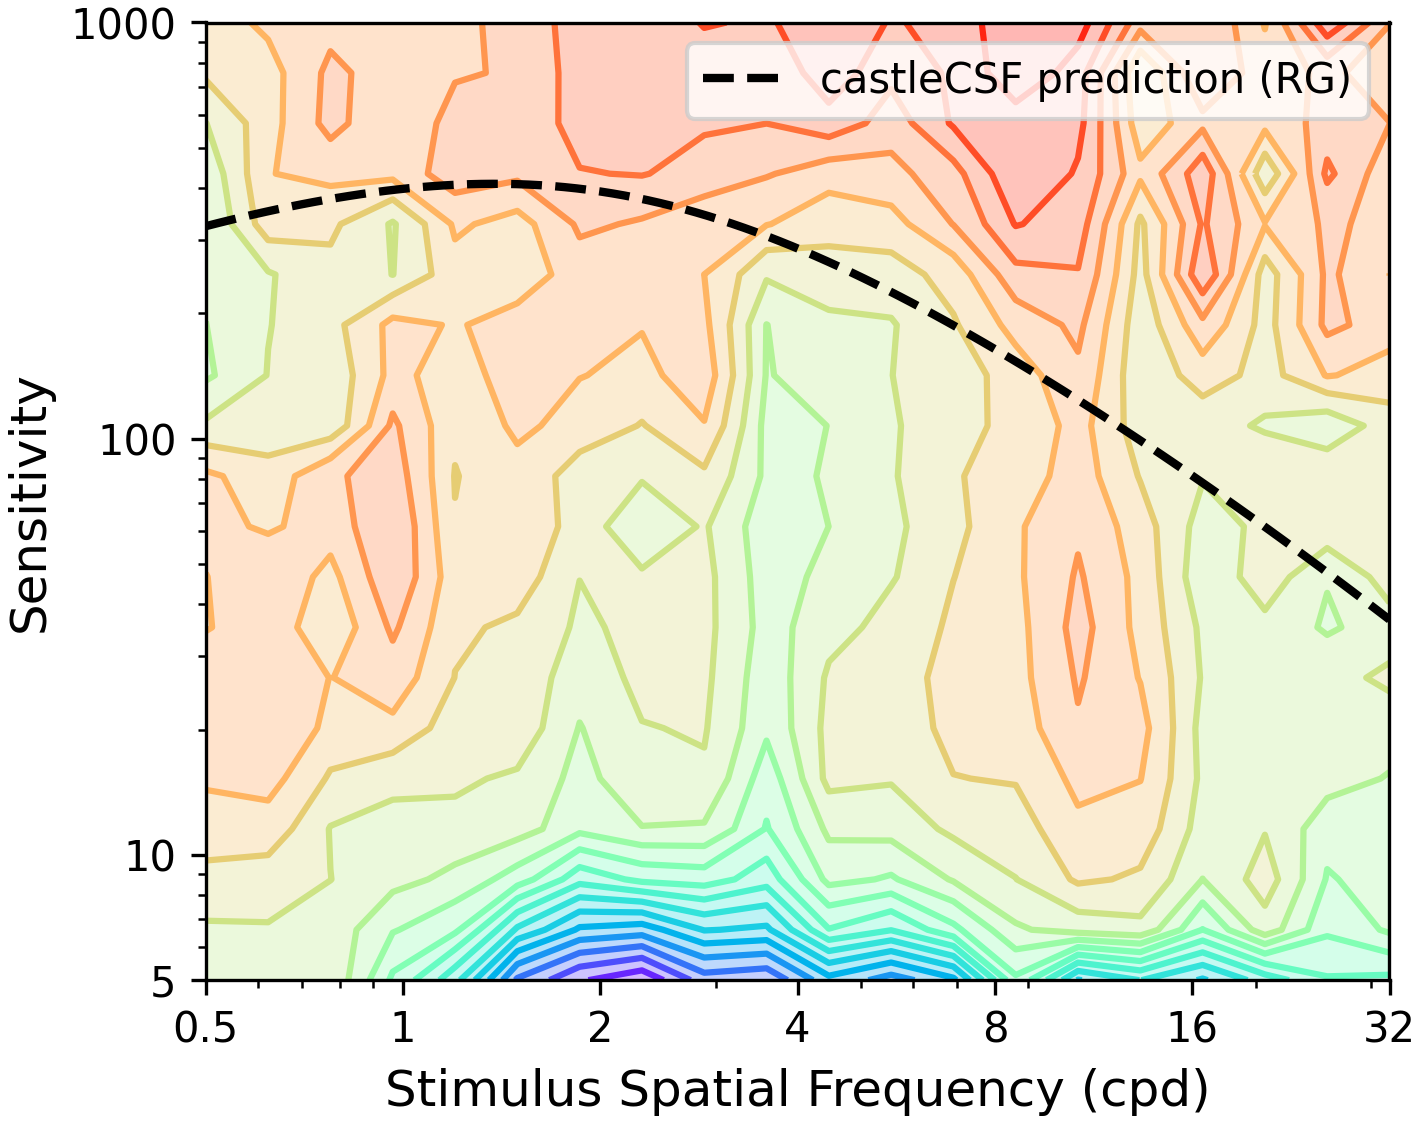 1000
castleCSF prediction (RG)
Sensitivity
100
10
5
0.5 1 2 4 8 16 32
Stimulus Spatial Frequency (cpd)